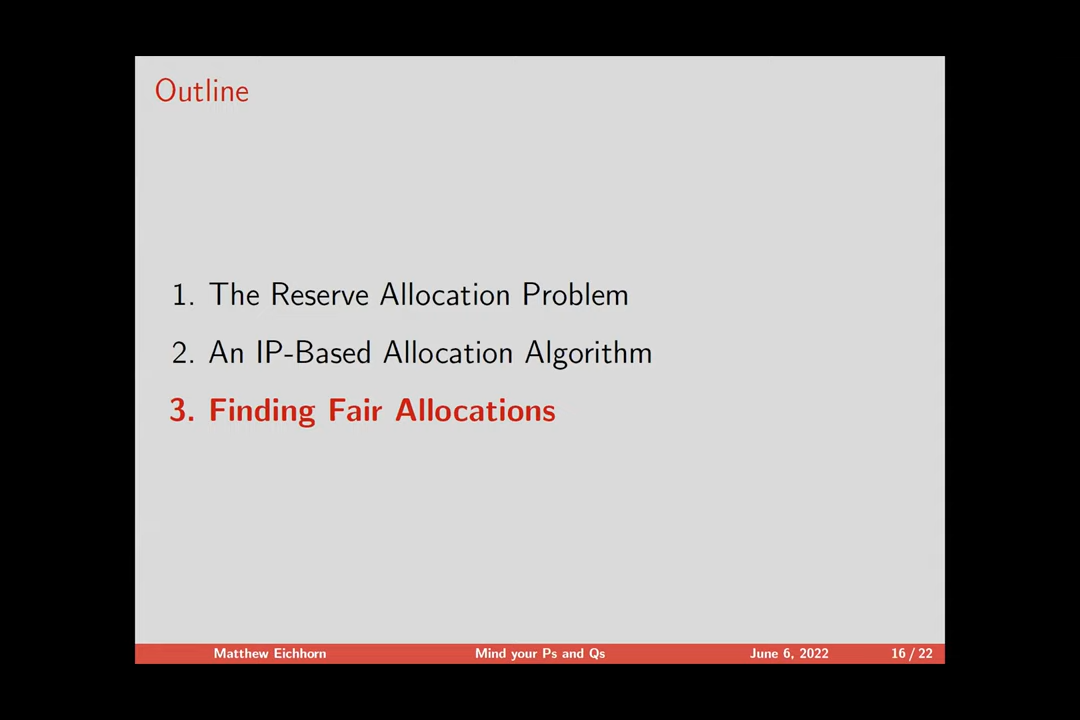 Outline
1. The Reserve Allocation Problem
2. An IP-Based Allocation Algorithm
3. Finding Fair Allocations
Matthew Eichhorn Mind your Ps and Qs June 6, 2022 16 / 22